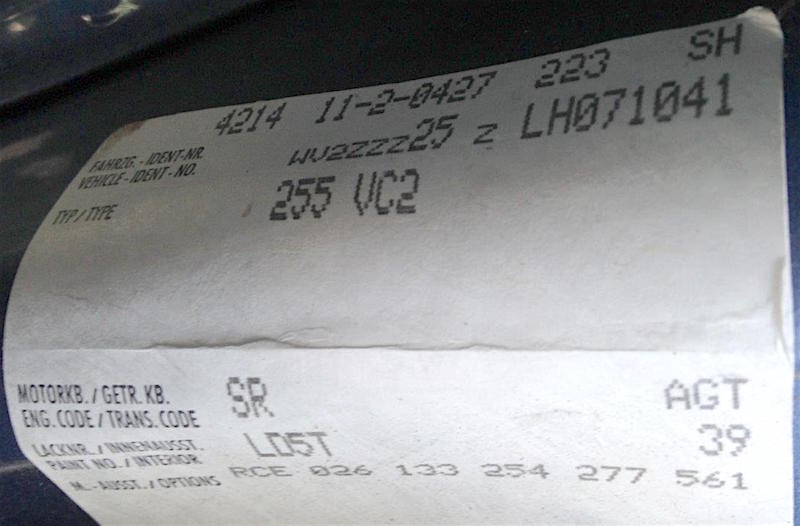 4214 11-2-0427 223 SH
FAHRZG.-IDENT-NR. WV2ZZZ25 Z LH071041
VEHICLE-IDENT-NO.
TYP/TYPE 255 VC2
MOTORKB./GETR.KB. SR AGT
ENG.CODE/TRANS.CODE
LACKNR./INNENAUSST. LD5T 39
PAINT NO./INTERIOR
M.-AUSST./OPTIONS RCE 026 133 254 277 561